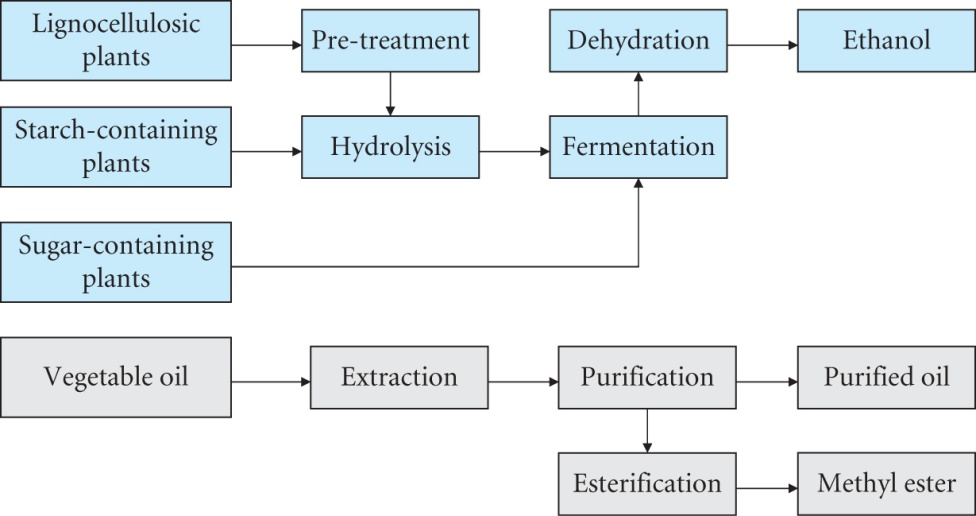 Lignocellulosic
plants
Pre-treatment
Dehydration
Ethanol
Starch-containing
plants
Hydrolysis
Fermentation
Sugar-containing
plants
Vegetable oil
Extraction
Purification
Purified oil
Esterification
Methyl ester